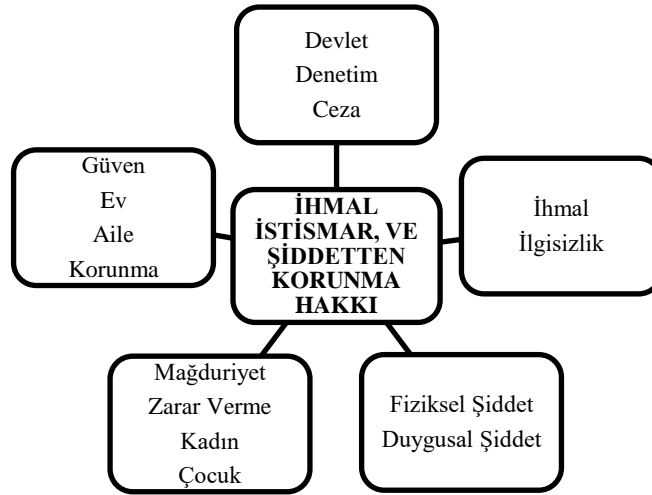 Devlet
Denetim
Ceza
Güven
Ev
Aile
Korunma
İHMAL
İSTİSMAR, VE
ŞİDDETTEN
KORUNMA
HAKKI
İhmal
İlgisizlik
Mağduriyet
Zarar Verme
Kadın
Çocuk
Fiziksel Şiddet
Duygusal Şiddet